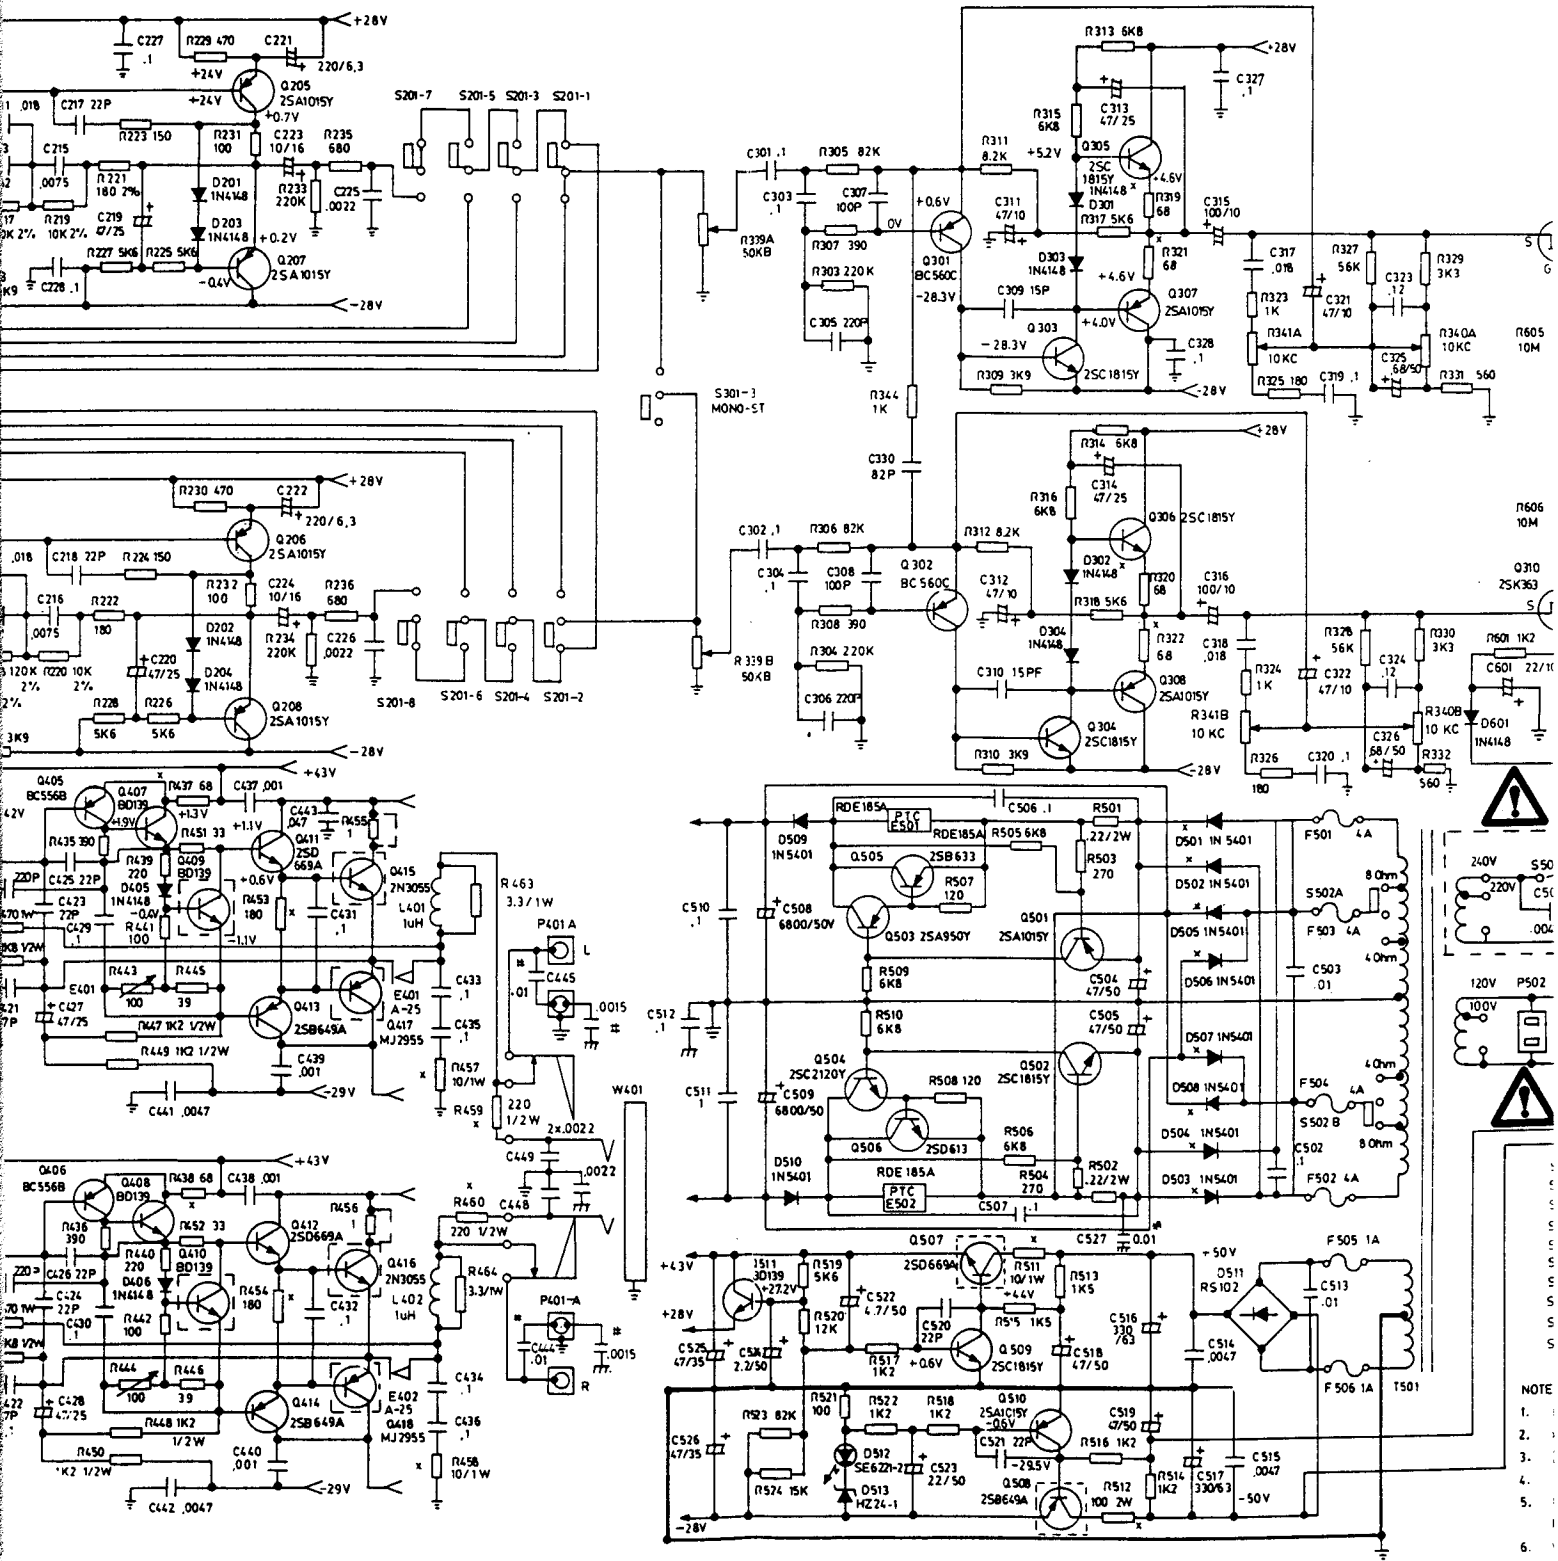 +28V
C227
.1
R229 470
C221
220/6,3
+24V
+24V
Q205
2SA1015Y
+0.7V
.018
C217 22P
R223 150
R231
100
C223
10/16
R235
680
C215
.0075
R221
180 2%
D201
1N4148
R233
220K
C225
.0022
R219
10K 2%
C219
47/25
D203
1N4148
+0.2V
R227 5K6
R225 5K6
Q207
2SA1015Y
-0.4V
C228 .1
K9
-28V
S201-7
S201-5
S201-3
S201-1
S301-3
MONO-ST
R339A
50KB
C301 .1
R305 82K
C303
.1
C307
100P
R307 390
0V
R303 220K
C305 220P
+0.6V
Q301
BC560C
-28.3V
R311
8.2K
C311
47/10
C309 15P
-28.3V
Q303
2SC1815Y
R309 3K9
R313 6K8
R315
6K8
C313
47/25
+5.2V
Q305
2SC
1815Y
1N4148
D301
+4.6V
R319
68
R317 5K6
D303
1N4148
R321
68
+4.6V
Q307
2SA1015Y
+4.0V
C328
.1
-28V
+28V
C327
.1
C315
100/10
C317
.018
R323
1K
R341A
10KC
R325 180
C319 .1
C321
47/10
R327
56K
C323
.12
R329
3K3
R340A
10KC
C325
.68/50
R331 560
S
G
R605
10M
R344
1K
C330
82P
+28V
R230 470
C222
220/6,3
Q206
2SA1015Y
.018
C218 22P
R224 150
R232
100
C224
10/16
R236
680
C216
.0075
R222
180
D202
1N4148
R234
220K
C226
.0022
120K
2%
R220 10K
2%
C220
47/25
D204
1N4148
2%
R228
5K6
R226
5K6
Q208
2SA1015Y
3K9
-28V
S201-8
S201-6
S201-4
S201-2
R339B
50KB
C302 .1
R306 82K
C304
.1
C308
100P
R308 390
R304 220K
C306 220P
Q302
BC560C
R312 8.2K
C312
47/10
C310 15PF
Q304
2SC1815Y
R310 3K9
R314 6K8
C314
47/25
R316
6K8
Q306 2SC1815Y
D302
1N4148
R320
68
R318 5K6
D304
1N4148
R322
68
Q308
2SA1015Y
-28V
+28V
C316
100/10
C318
.018
R324
1K
R341B
10 KC
R326
180
C320 .1
C322
47/10
R328
56K
C324
.12
R330
3K3
R340B
10 KC
C326
.68/50
R332
560
R606
10M
Q310
2SK363
S
R601 1K2
C601
22/10
D601
1N4148
+43V
Q405
BC556B
Q407
BD139
R437 68
C437 .001
+1.3V
+1.9V
C443
.047
R455
1
42V
R435 390
R451 33
+1.1V
Q411
2SD
669A
R439
220
Q409
BD139
220P
C425 22P
+0.6V
Q415
2N3055
C423
22P
D405
1N4148
R453
180
L401
1uH
R463
3.3/1W
470 1W
C429
.1
-0.4V
R441
100
C431
.1
-1.1V
1K8 1/2W
R443
100
R445
39
E401
C427
47/25
Q413
2SB649A
E401
A-25
Q417
MJ2955
C433
.1
C435
.1
R447 1K2 1/2W
R449 1K2 1/2W
C439
.001
R457
10/1W
C441 .0047
-29V
P401A
L
C445
.01
.0015
R459
220
1/2W
W401
2x.0022
C449
.0022
C448
R460
220 1/2W
+43V
Q406
BC556B
Q408
BD139
R438 68
C438 .001
R456
1
R436
390
R452 33
Q412
2SD669A
R440
220
Q410
BD139
C426 22P
D406
1N4148
R454
180
Q416
2N3055
L402
1uH
R464
3.3/1W
C424
22P
C430
.1
R442
100
C432
.1
R444
100
R446
39
C428
47/25
Q414
2SB649A
E402
A-25
Q418
MJ2955
C434
.1
C436
.1
R448 1K2
1/2W
R450
1K2 1/2W
C440
.001
R458
10/1W
C442 .0047
-29V
P401-A
C444
.01
.0015
R
D509
1N5401
RDE185A
PTC
E501
C506 .1
R501
.22/2W
RDE185A
R505 6K8
Q505
2SB633
R503
270
R507
120
C510
.1
C508
6800/50V
Q503 2SA950Y
Q501
2SA1015Y
R509
6K8
C504
47/50
C512
.1
R510
6K8
C505
47/50
Q504
2SC2120Y
R508 120
Q502
2SC1815Y
C511
.1
C509
6800/50
Q506
2SD613
R506
6K8
D510
1N5401
RDE185A
PTC
E502
R504
270
R502
.22/2W
C507 .1
D501 1N5401
D502 1N5401
D505 1N5401
D506 1N5401
D507 1N5401
D508 1N5401
D504 1N5401
D503 1N5401
C503
.01
C502
.1
F501 4A
S502A
F503 4A
8 Ohm
4 Ohm
4 Ohm
F504 4A
S502B
8 Ohm
F502 4A
240V
220V
120V
100V
P502
+43V
Q511
BD139
+27.2V
R519
5K6
R520
12K
C522
4.7/50
Q507
2SD669A
R511
10/1W
+44V
R513
1K5
R515 1K5
C527 0.01
+50V
D511
RS102
F505 1A
C513
.01
+28V
C525
47/35
C524
2.2/50
C520
22P
R517
1K2
+0.6V
Q509
2SC1815Y
C518
47/50
C516
330
/63
C514
.0047
F506 1A
T501
C526
47/35
R523 82K
R524 15K
R521
100
R522
1K2
R518
1K2
Q510
2SA1015Y
-0.6V
C519
47/50
D512
SE6221-2
D513
HZ24-1
C523
22/50
C521 22P
-29.5V
R516 1K2
Q508
2SB649A
R512
100 2W
R514
1K2
C517
330/63
C515
.0047
-50V
-28V
NOTE
1.
2.
3.
4.
5.
6.